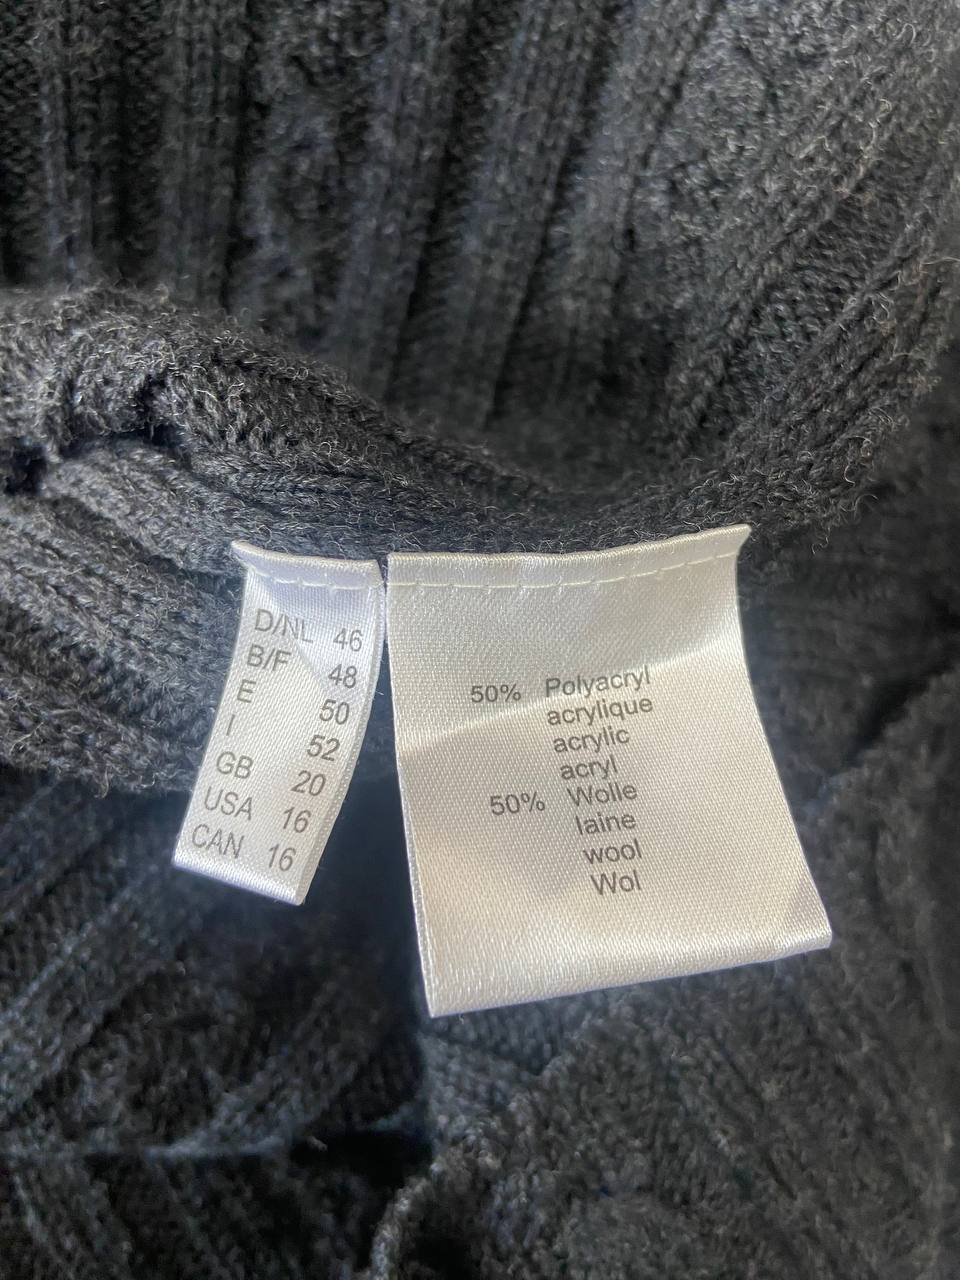 D/NL 46
B/F 48
E 50
I 52
GB 20
USA 16
CAN 16
50% Polyacryl
acrylique
acrylic
acryl
50% Wolle
laine
wool
Wol